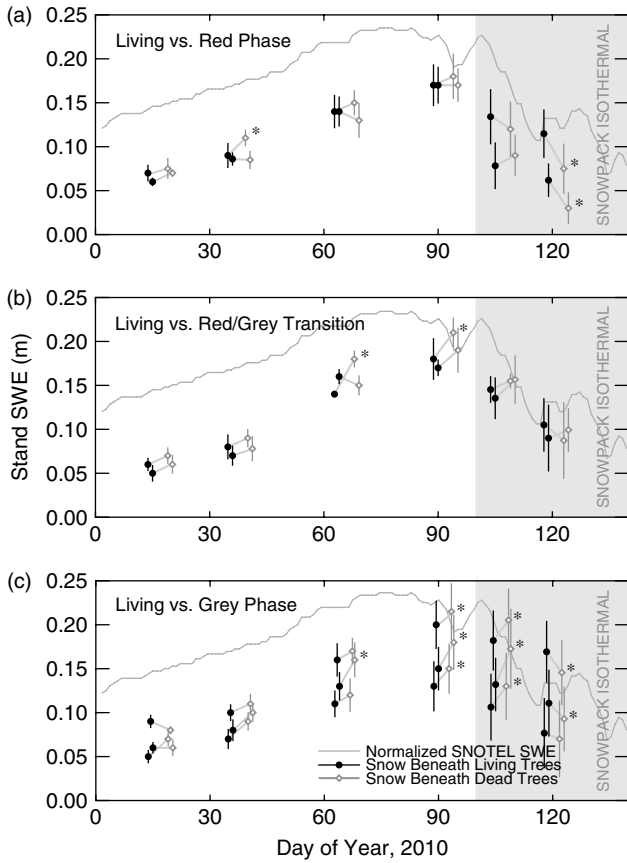 (a)
Living vs. Red Phase
0.25
0.20
0.15
0.10
0.05
0.00
*
*
*
SNOWPACK ISOTHERMAL
0 30 60 90 120
(b)
Living vs. Red/Grey Transition
Stand SWE (m)
0.25
0.20
0.15
0.10
0.05
0.00
*
*
SNOWPACK ISOTHERMAL
0 30 60 90 120
(c)
Living vs. Grey Phase
0.25
0.20
0.15
0.10
0.05
0.00
*
*
*
*
*
*
*
*
*
SNOWPACK ISOTHERMAL
Normalized SNOTEL SWE
Snow Beneath Living Trees
Snow Beneath Dead Trees
0 30 60 90 120
Day of Year, 2010